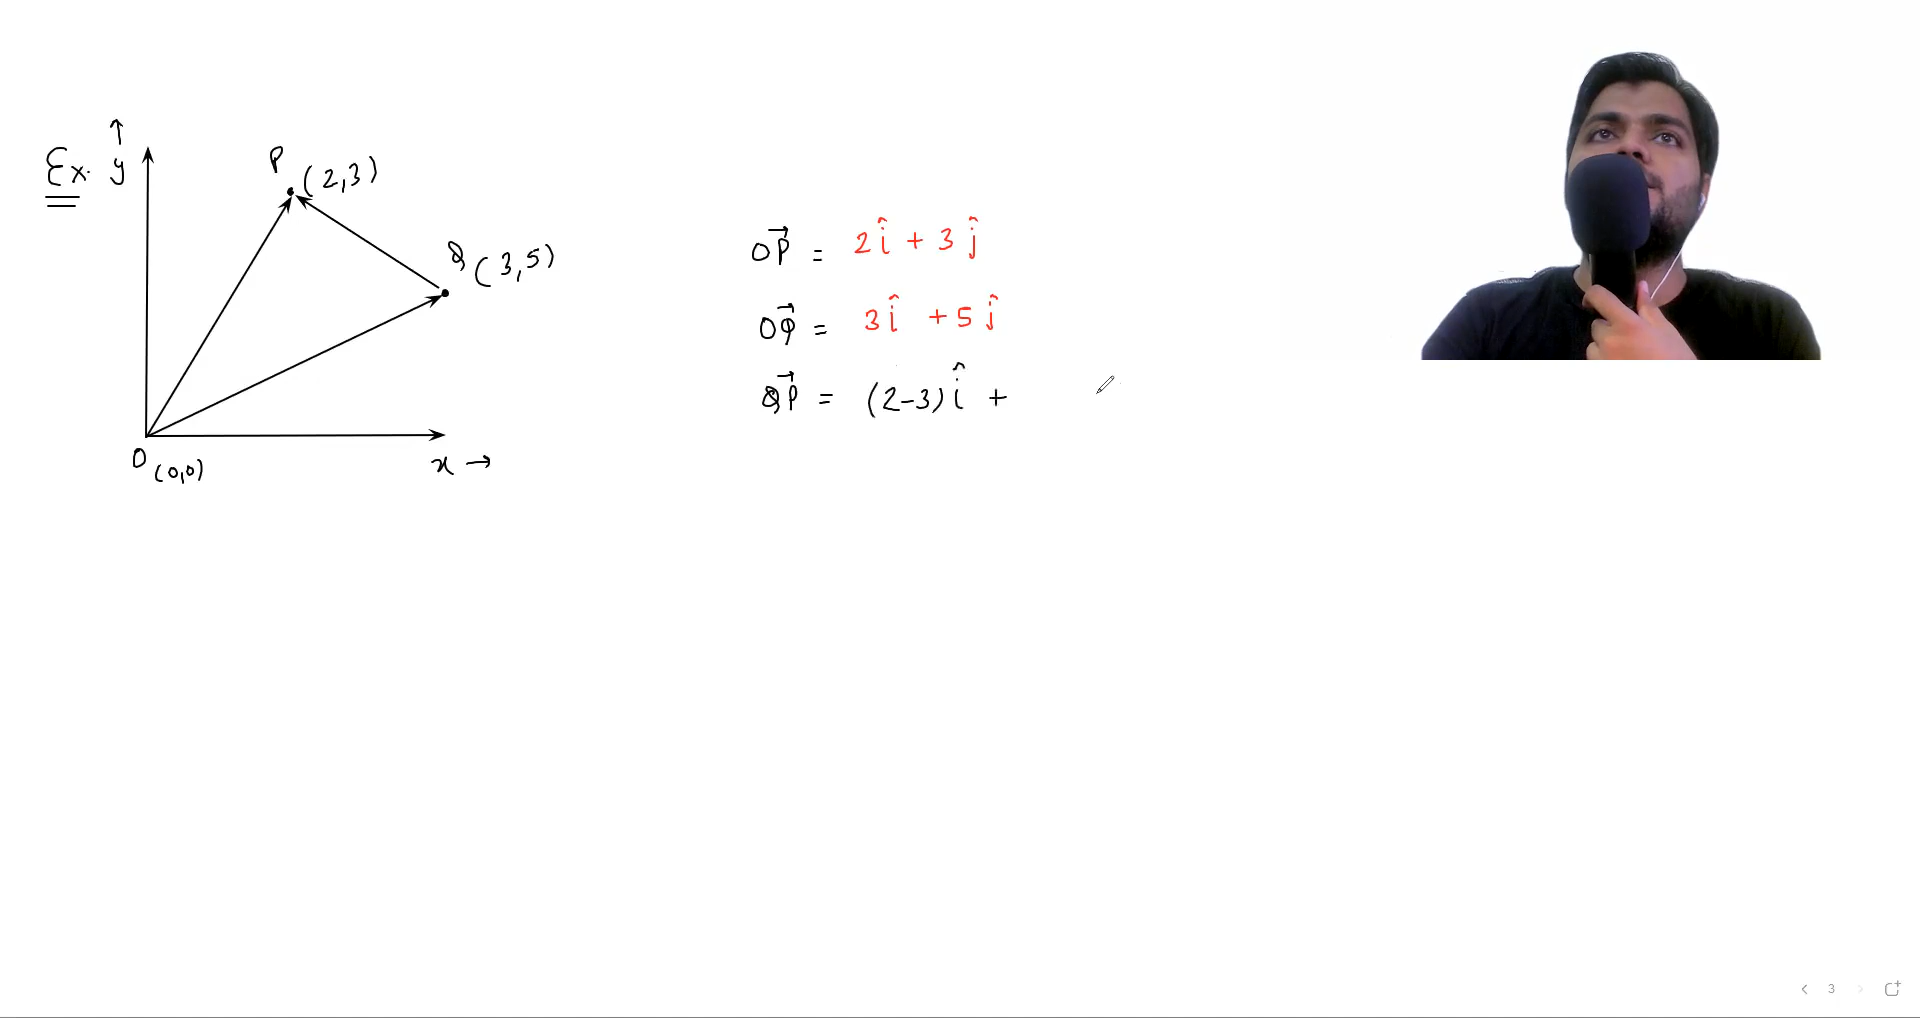 Ex. y ↑
P (2,3)
Q (3,5)
O (0,0)
x →
OP⃗ = 2î + 3ĵ
OQ⃗ = 3î + 5ĵ
QP⃗ = (2-3)î +
< 3 >